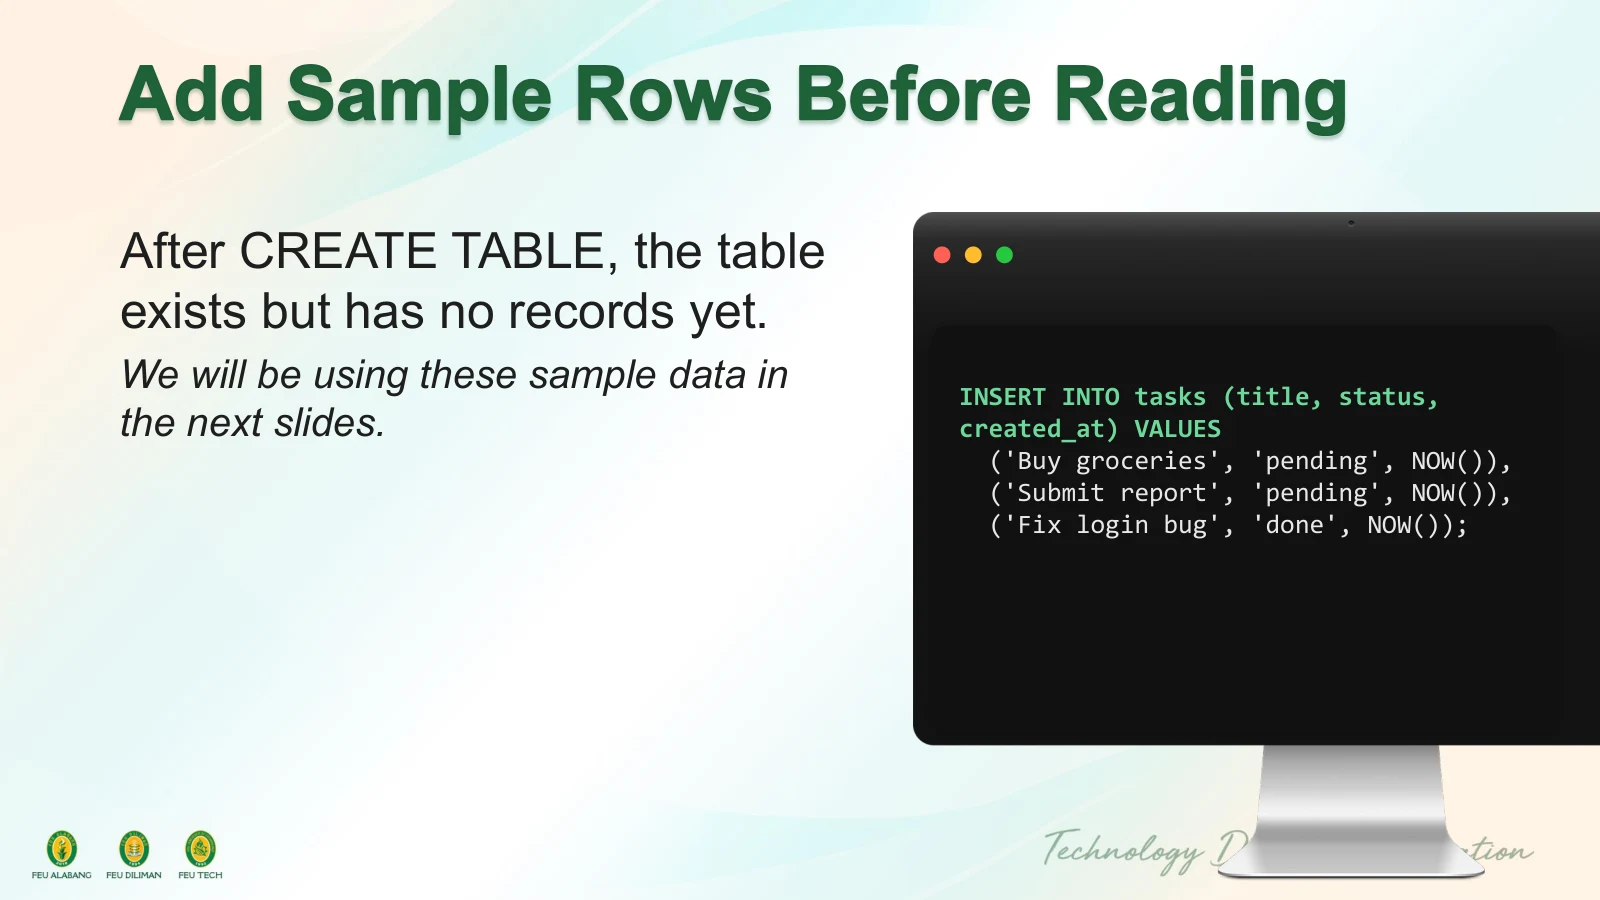 Add Sample Rows Before Reading
After CREATE TABLE, the table
exists but has no records yet.
We will be using these sample data in
the next slides.
INSERT INTO tasks (title, status,
created_at) VALUES
('Buy groceries', 'pending', NOW()),
('Submit report', 'pending', NOW()),
('Fix login bug', 'done', NOW());
FEU ALABANG
FEU DILIMAN
FEU TECH
Technology